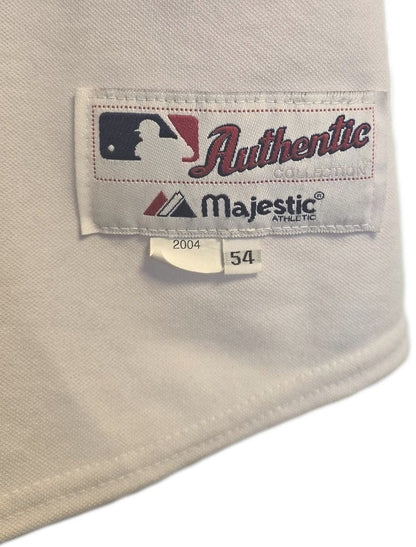 Authentic
COLLECTION
Majestic®
ATHLETIC
2004 54